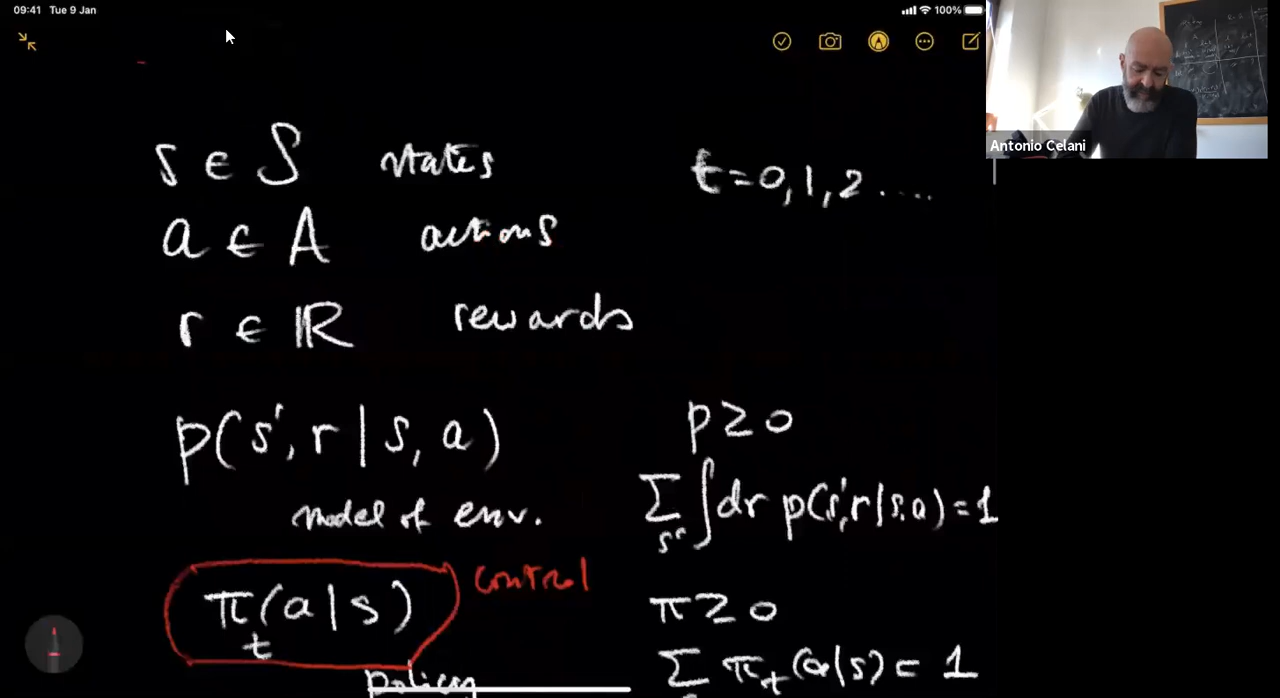 09:41 Tue 9 Jan
100%
Antonio Celani
s ∈ S states
t = 0, 1, 2 ....
a ∈ A actions
r ∈ ℝ rewards
p(s', r | s, a)
p ≥ 0
model of env.
∑ ∫ dr p(s', r | s, a) = 1
s'
π_t(a | s) control
π ≥ 0
policy
∑ π_t(a | s) = 1